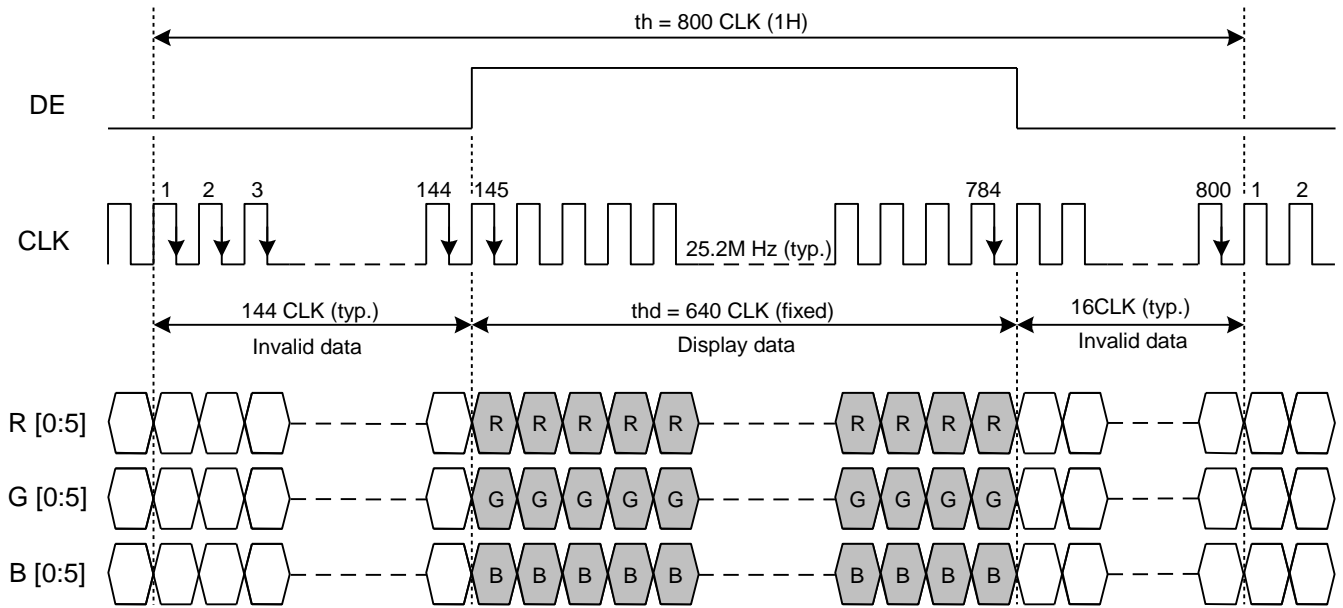 th = 800 CLK (1H)
DE
1 2 3 144 145 784 800 1 2
CLK
25.2M Hz (typ.)
144 CLK (typ.) thd = 640 CLK (fixed) 16CLK (typ.)
Invalid data Display data Invalid data
R [0:5] R R R R R R R R R
G [0:5] G G G G G G G G G
B [0:5] B B B B B B B B B